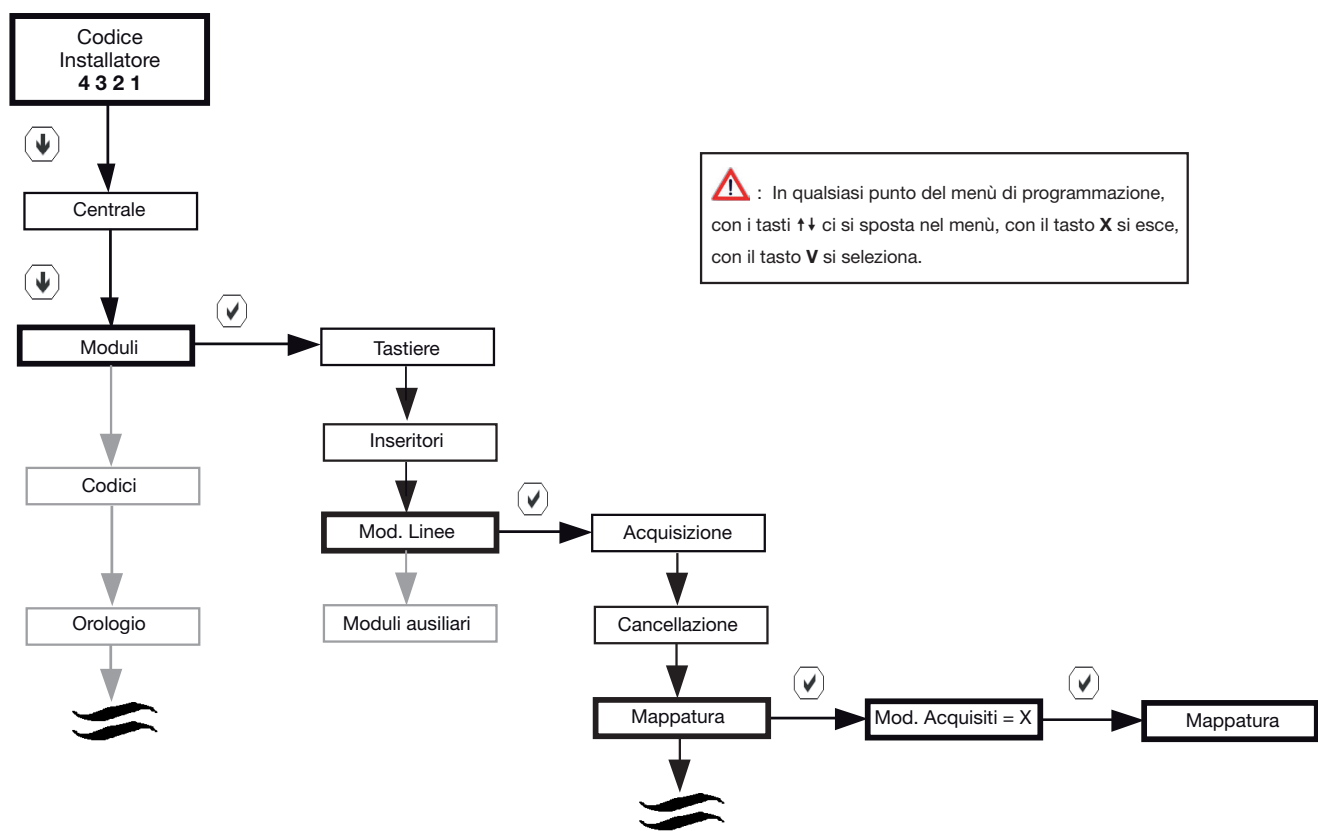 Codice
Installatore
4 3 2 1
Centrale
: In qualsiasi punto del menù di programmazione,
con i tasti ↑↓ ci si sposta nel menù, con il tasto X si esce,
con il tasto V si seleziona.
Moduli
Tastiere
Inseritori
Codici
Mod. Linee
Acquisizione
Orologio
Moduli ausiliari
Cancellazione
Mappatura
Mod. Acquisiti = X
Mappatura